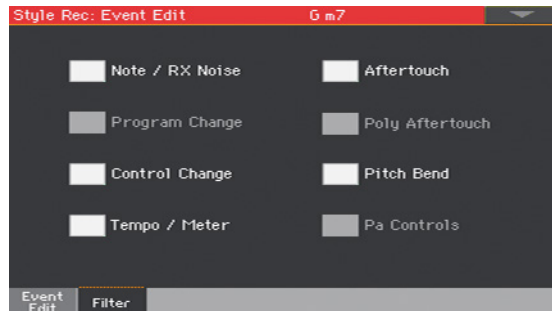 Style Rec: Event Edit G m7
Note / RX Noise Aftertouch
Program Change Poly Aftertouch
Control Change Pitch Bend
Tempo / Meter Pa Controls
Event Edit Filter